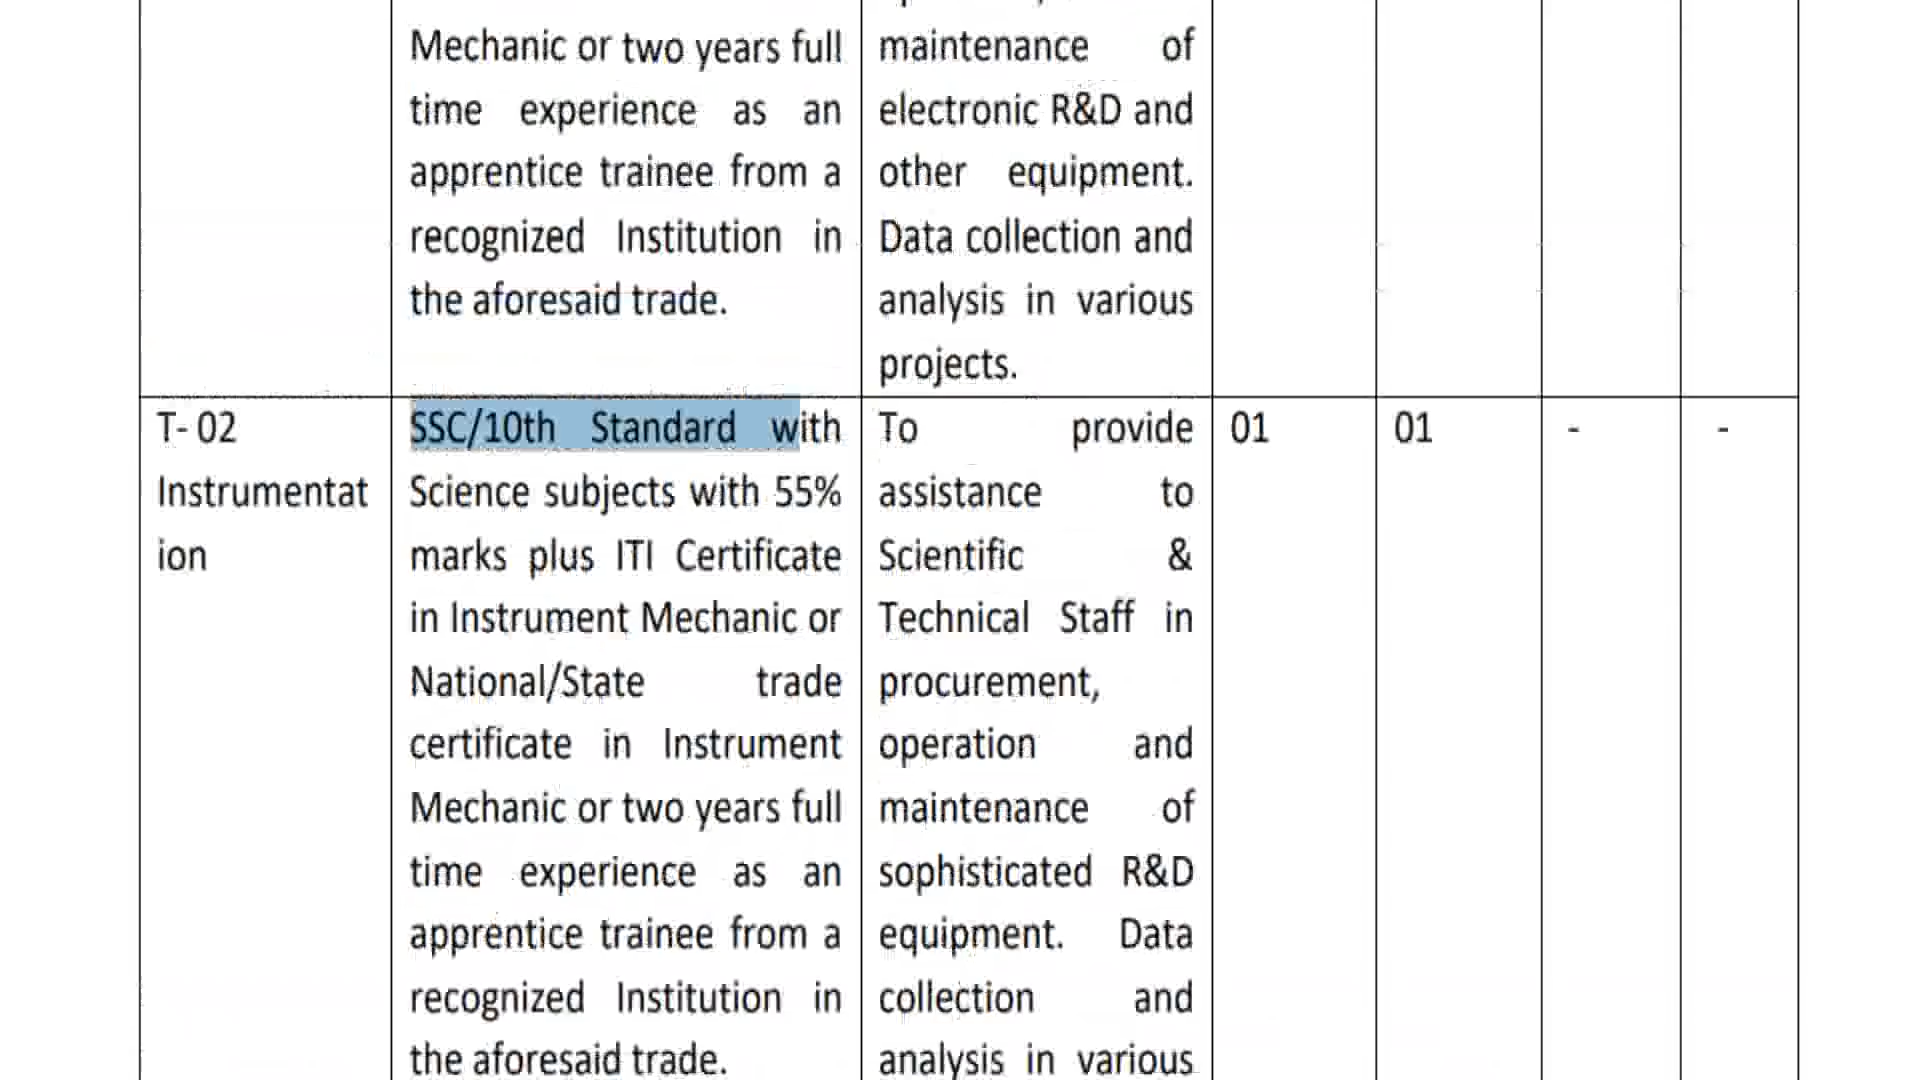 Mechanic or two years full
time experience as an
apprentice trainee from a
recognized Institution in
the aforesaid trade.
maintenance of
electronic R&D and
other equipment.
Data collection and
analysis in various
projects.
T- 02
Instrumentat
ion
SSC/10th Standard with
Science subjects with 55%
marks plus ITI Certificate
in Instrument Mechanic or
National/State trade
certificate in Instrument
Mechanic or two years full
time experience as an
apprentice trainee from a
recognized Institution in
the aforesaid trade.
To provide
assistance to
Scientific &
Technical Staff in
procurement,
operation and
maintenance of
sophisticated R&D
equipment. Data
collection and
analysis in various
01
01
-
-